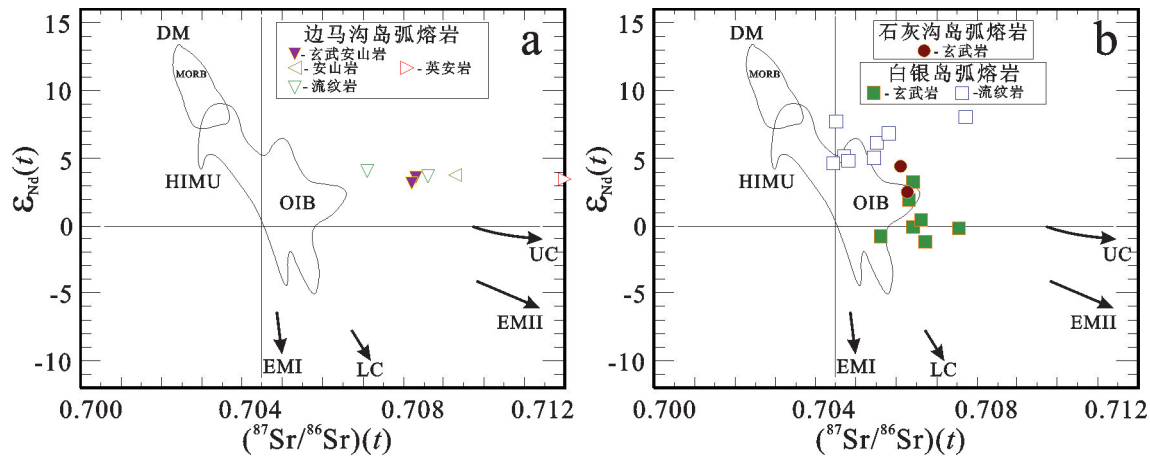 边马沟岛弧熔岩
-玄武安山岩
-安山岩
-英安岩
-流纹岩
a
DM
MORB
HIMU
OIB
UC
EMII
EMI
LC
15
10
5
0
-5
-10
εNd(t)
0.700
0.704
0.708
0.712
(⁸⁷Sr/⁸⁶Sr)(t)
石灰沟岛弧熔岩
-玄武岩
白银岛弧熔岩
-玄武岩
-流纹岩
b
DM
MORB
HIMU
OIB
UC
EMII
EMI
LC
15
10
5
0
-5
-10
εNd(t)
0.700
0.704
0.708
0.712
(⁸⁷Sr/⁸⁶Sr)(t)